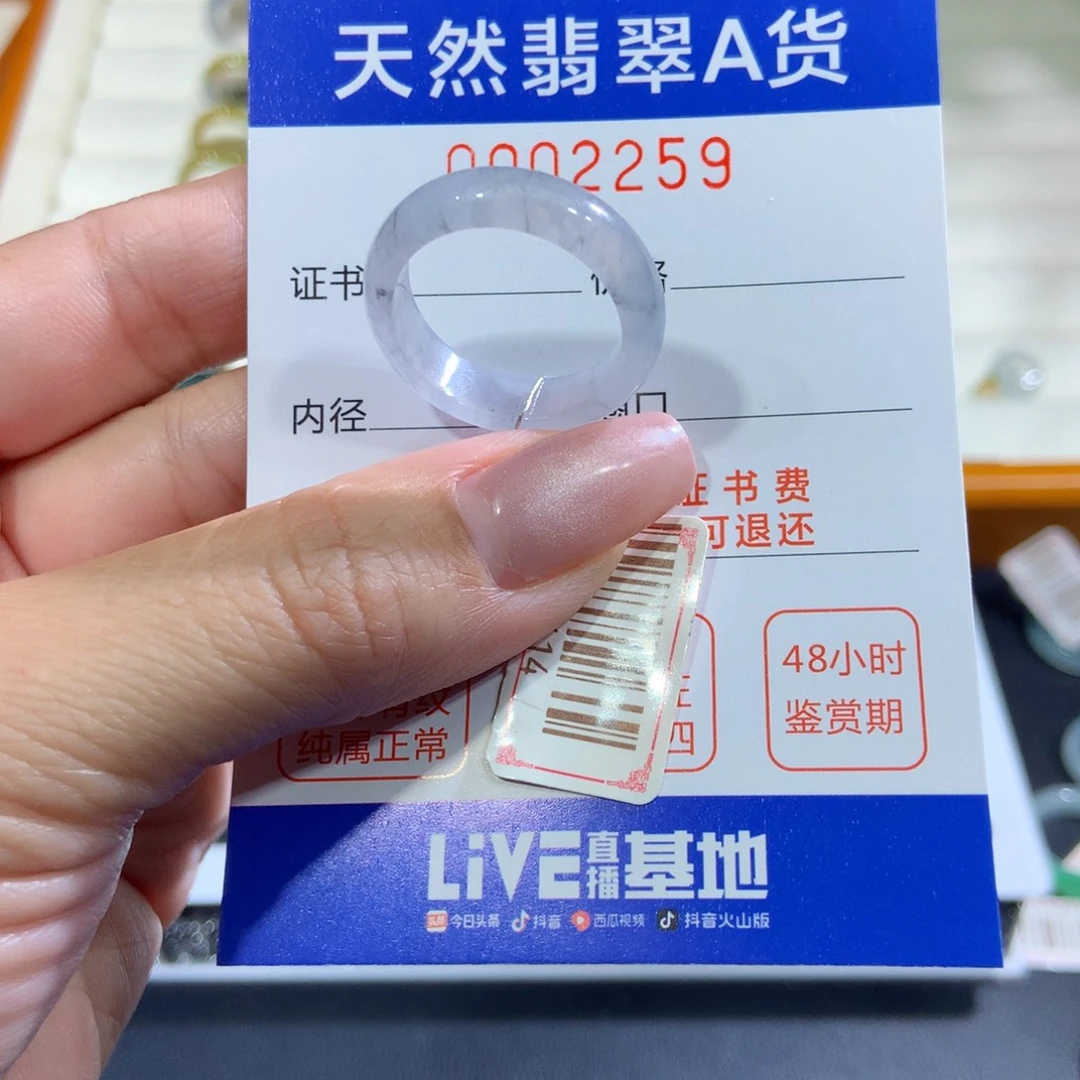 天然翡翠A货
0002259
证书
内径
证书费
可退还
纯属正常
四
48小时
鉴赏期
LiVE直播基地
今日头条 抖音 西瓜视频 抖音火山版